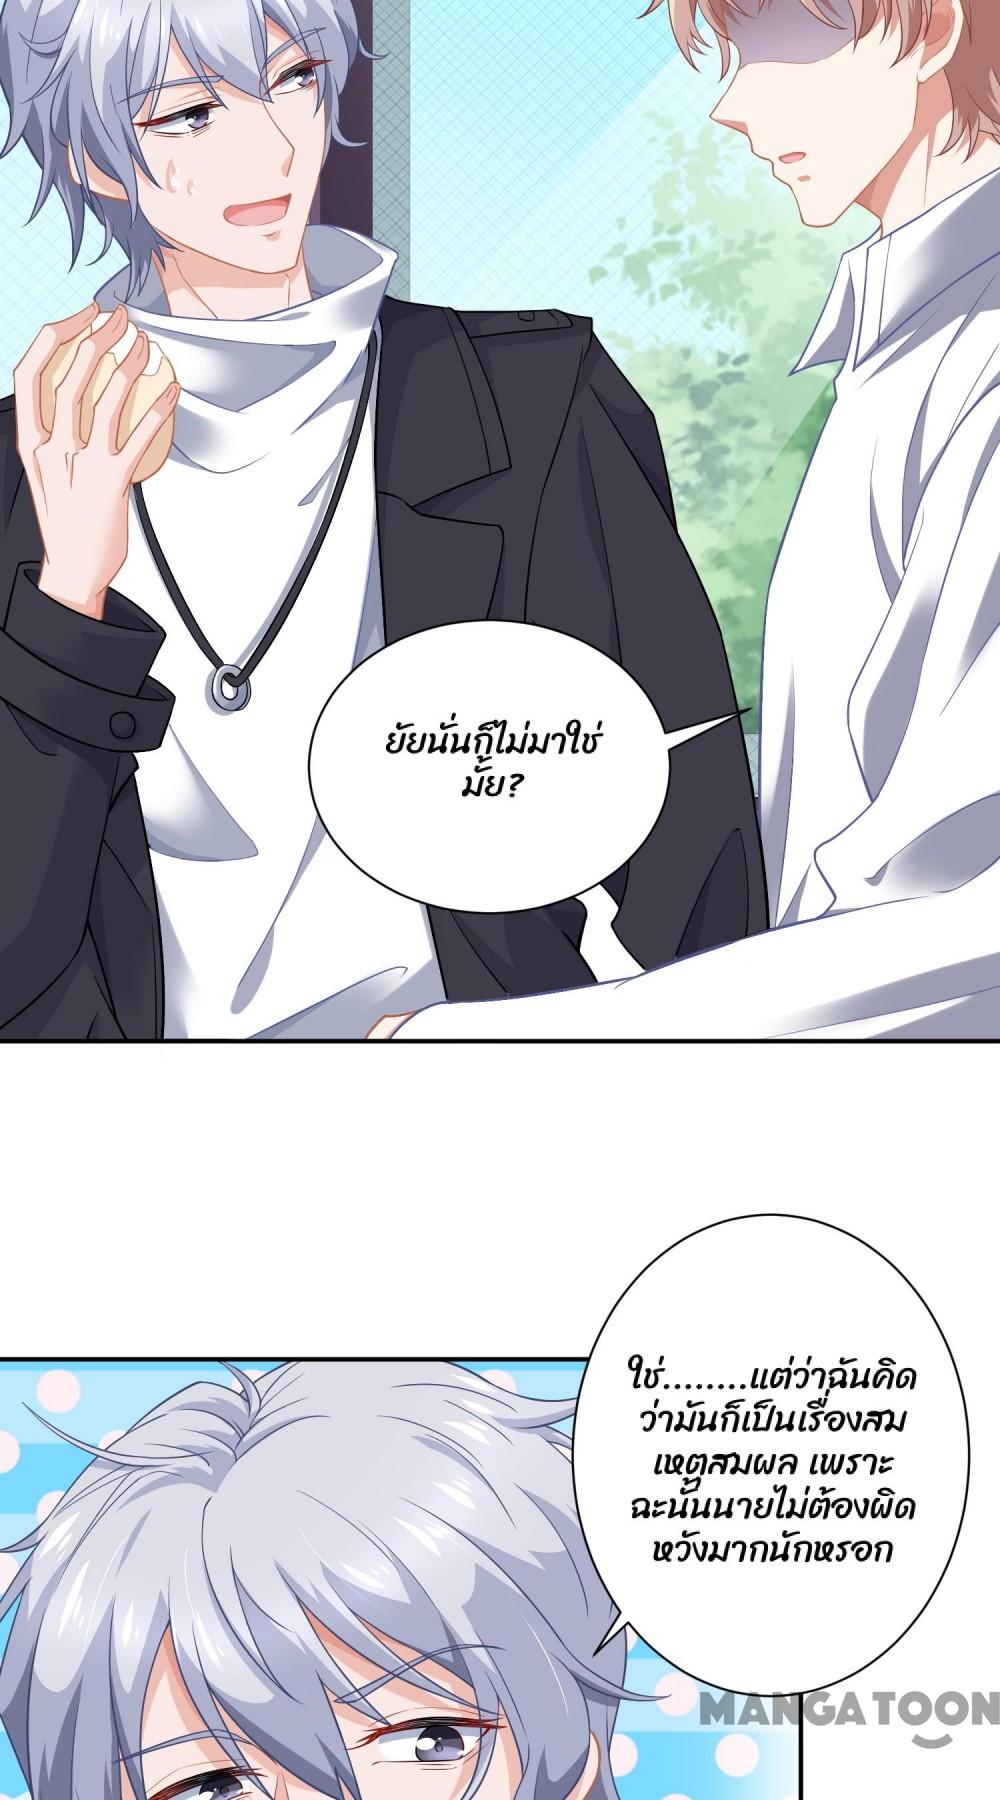 ยัยนั่นก็ไม่มาใช่
มั้ย?
ใช่........แต่ว่าฉันคิด
ว่ามันก็เป็นเรื่องสม
เหตุสมผล เพราะ
ฉะนั้นนายไม่ต้องผิด
หวังมากนักหรอก
MANGATOON